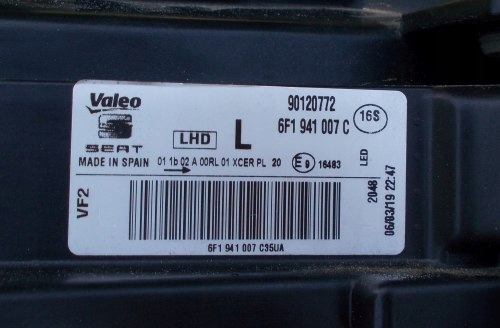 Valeo 90120772
SEAT LHD L 6F1 941 007 C 16S
MADE IN SPAIN 01 1b 02 A 00RL 01 XCER PL 20 E9 16483 LED
VF2
2048
06/03/19 22:47
6F1 941 007 C35UA